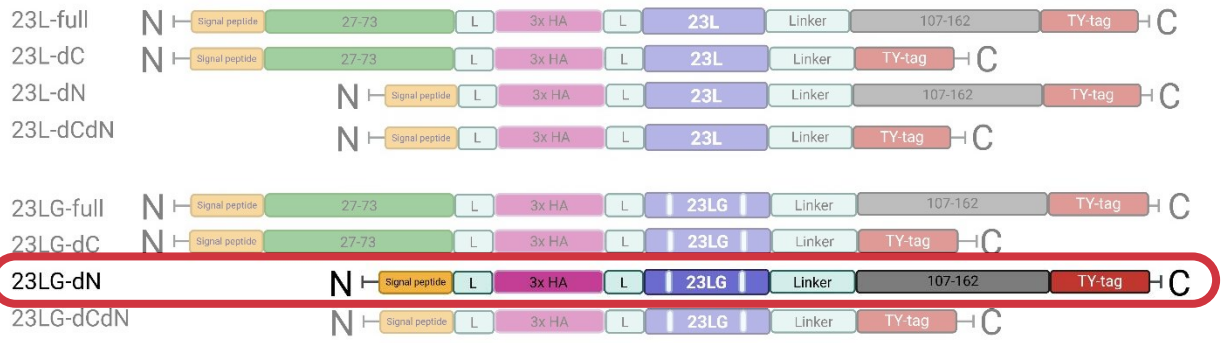 23L-full N Signal peptide 27-73 L 3x HA L 23L Linker 107-162 TY-tag C
23L-dC N Signal peptide 27-73 L 3x HA L 23L Linker TY-tag C
23L-dN N Signal peptide L 3x HA L 23L Linker 107-162 TY-tag C
23L-dCdN N Signal peptide L 3x HA L 23L Linker TY-tag C
23LG-full N Signal peptide 27-73 L 3x HA L 23LG Linker 107-162 TY-tag C
23LG-dC N Signal peptide 27-73 L 3x HA L 23LG Linker TY-tag C
23LG-dN N Signal peptide L 3x HA L 23LG Linker 107-162 TY-tag C
23LG-dCdN N Signal peptide L 3x HA L 23LG Linker TY-tag C